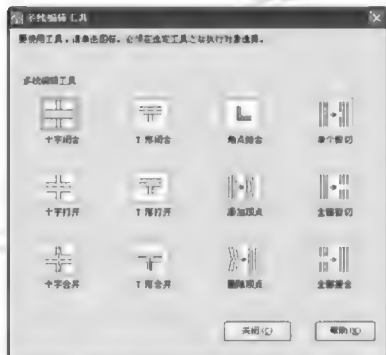 多线编辑工具
要使用工具，请单击图标。必须在选定工具之后执行对象选择。
多线编辑工具
十字闭合 T 形闭合 角点结合 单个剪切
十字打开 T 形打开 添加顶点 全部剪切
十字合并 T 形合并 删除顶点 全部接合
关闭(C) 帮助(H)